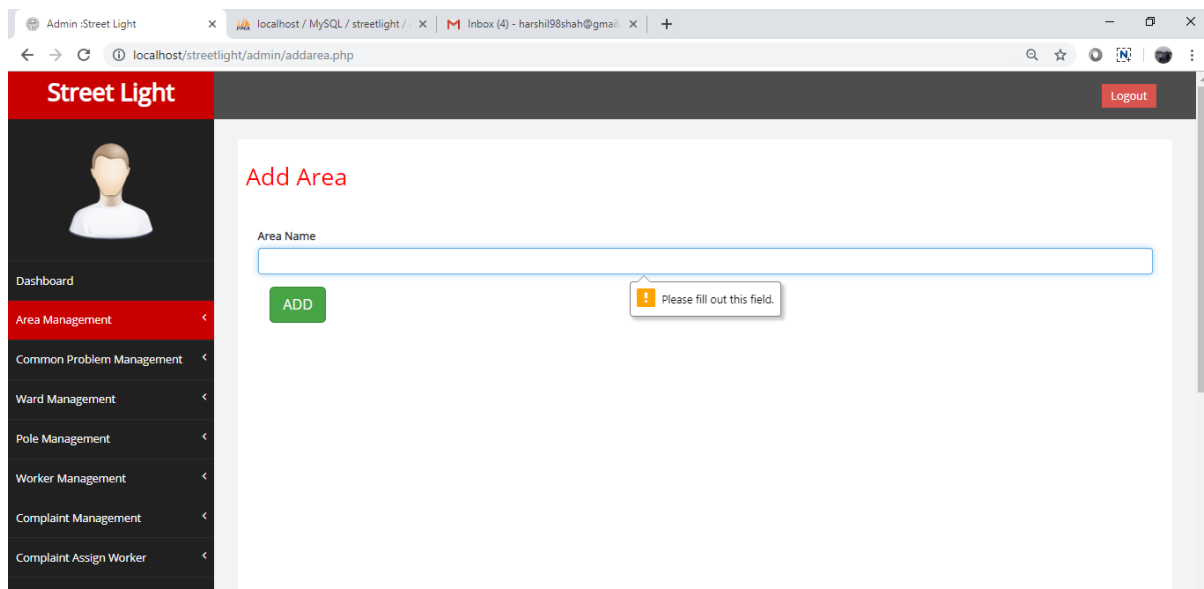 Admin :Street Light
localhost / MySQL / streetlight /
Inbox (4) - harshil98shah@gmail.
localhost/streetlight/admin/addarea.php
Street Light
Logout
Add Area
Area Name
Please fill out this field.
ADD
Dashboard
Area Management
Common Problem Management
Ward Management
Pole Management
Worker Management
Complaint Management
Complaint Assign Worker